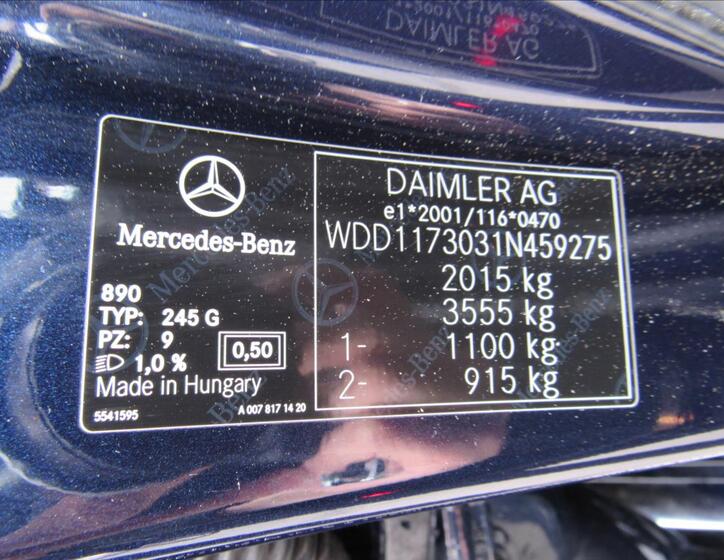 DAIMLER AG
Mercedes-Benz
890
TYP: 245 G
PZ: 9
1,0 %
0,50
Made in Hungary
5541595
A 007 817 14 20
DAIMLER AG
e1*2001/116*0470
WDD1173031N459275
2015 kg
3555 kg
1- 1100 kg
2- 915 kg